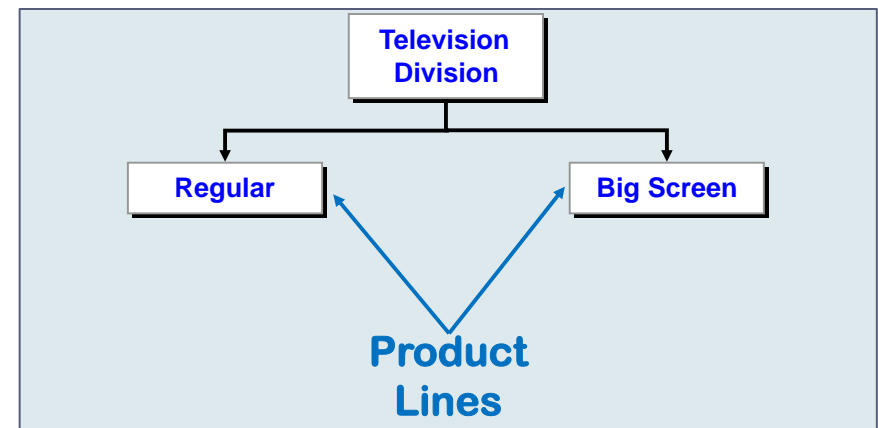 Television
Division
Regular
Big Screen
Product
Lines